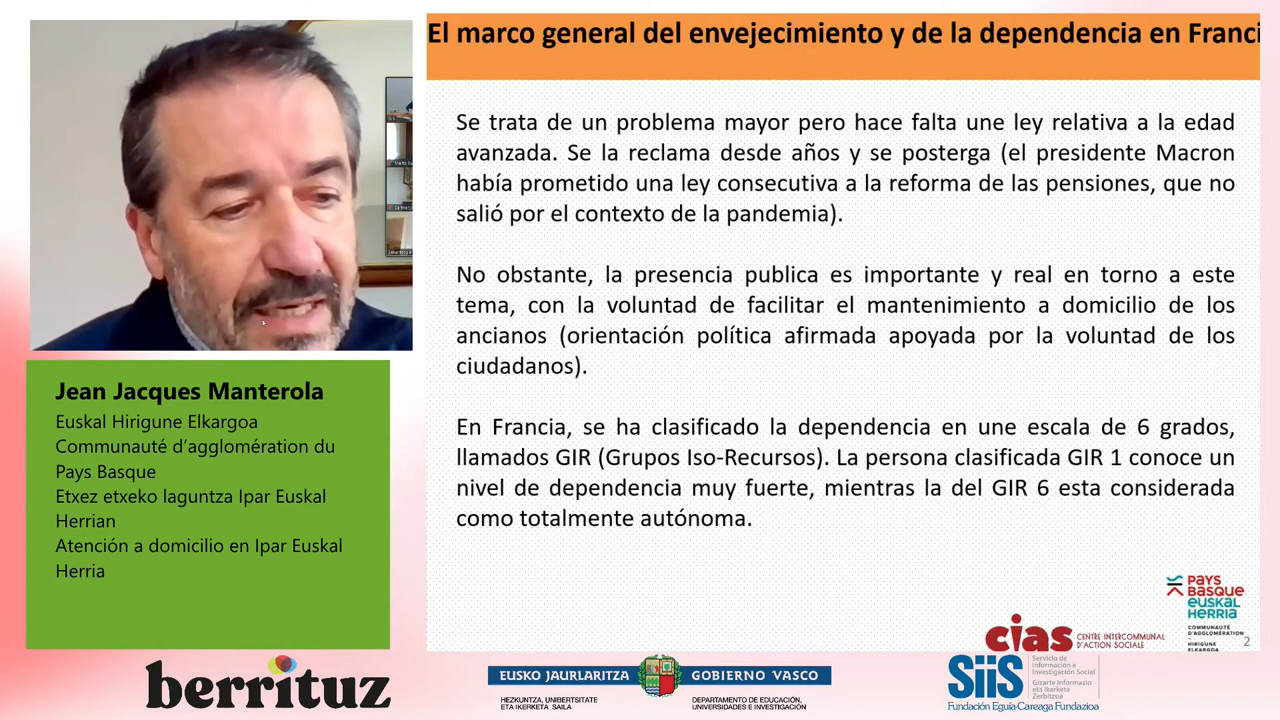 El marco general del envejecimiento y de la dependencia en Franci
Se trata de un problema mayor pero hace falta une ley relativa a la edad
avanzada. Se la reclama desde años y se posterga (el presidente Macron
había prometido una ley consecutiva a la reforma de las pensiones, que no
salió por el contexto de la pandemia).
No obstante, la presencia publica es importante y real en torno a este
tema, con la voluntad de facilitar el mantenimiento a domicilio de los
ancianos (orientación política afirmada apoyada por la voluntad de los
ciudadanos).
En Francia, se ha clasificado la dependencia en une escala de 6 grados,
llamados GIR (Grupos Iso-Recursos). La persona clasificada GIR 1 conoce un
nivel de dependencia muy fuerte, mientras la del GIR 6 esta considerada
como totalmente autónoma.
Jean Jacques Manterola
Euskal Hirigune Elkargoa
Communauté d'agglomération du
Pays Basque
Etxez etxeko laguntza Ipar Euskal
Herrian
Atención a domicilio en Ipar Euskal
Herria
PAYS
BASQUE
EUSKAL
HERRIA
COMMUNAUTÉ
D'AGGLOMÉRATION
HIRIGUNE
ELKARGOA
2
cias
CENTRE INTERCOMMUNAL
D'ACTION SOCIALE
berrituz
EUSKO JAURLARITZA
GOBIERNO VASCO
HEZKUNTZA, UNIBERTSITATE
ETA IKERKETA SAILA
DEPARTAMENTO DE EDUCACIÓN,
UNIVERSIDADES E INVESTIGACIÓN
SiiS
Servicio de
Información e
Investigación Social
Gizarte Informazio
eta Ikerketa
Zerbitzua
Fundación Eguía-Careaga Fundazioa